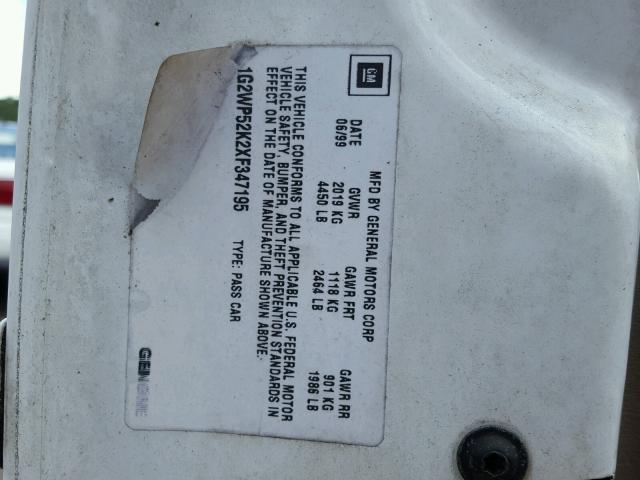 GM
MFD BY GENERAL MOTORS CORP
DATE GVWR GAWR FRT GAWR RR
06/99 2019 KG 1118 KG 901 KG
4450 LB 2464 LB 1986 LB
THIS VEHICLE CONFORMS TO ALL APPLICABLE U.S. FEDERAL MOTOR
VEHICLE SAFETY, BUMPER, AND THEFT PREVENTION STANDARDS IN
EFFECT ON THE DATE OF MANUFACTURE SHOWN ABOVE.
1G2WP52K2XF347195 TYPE: PASS CAR